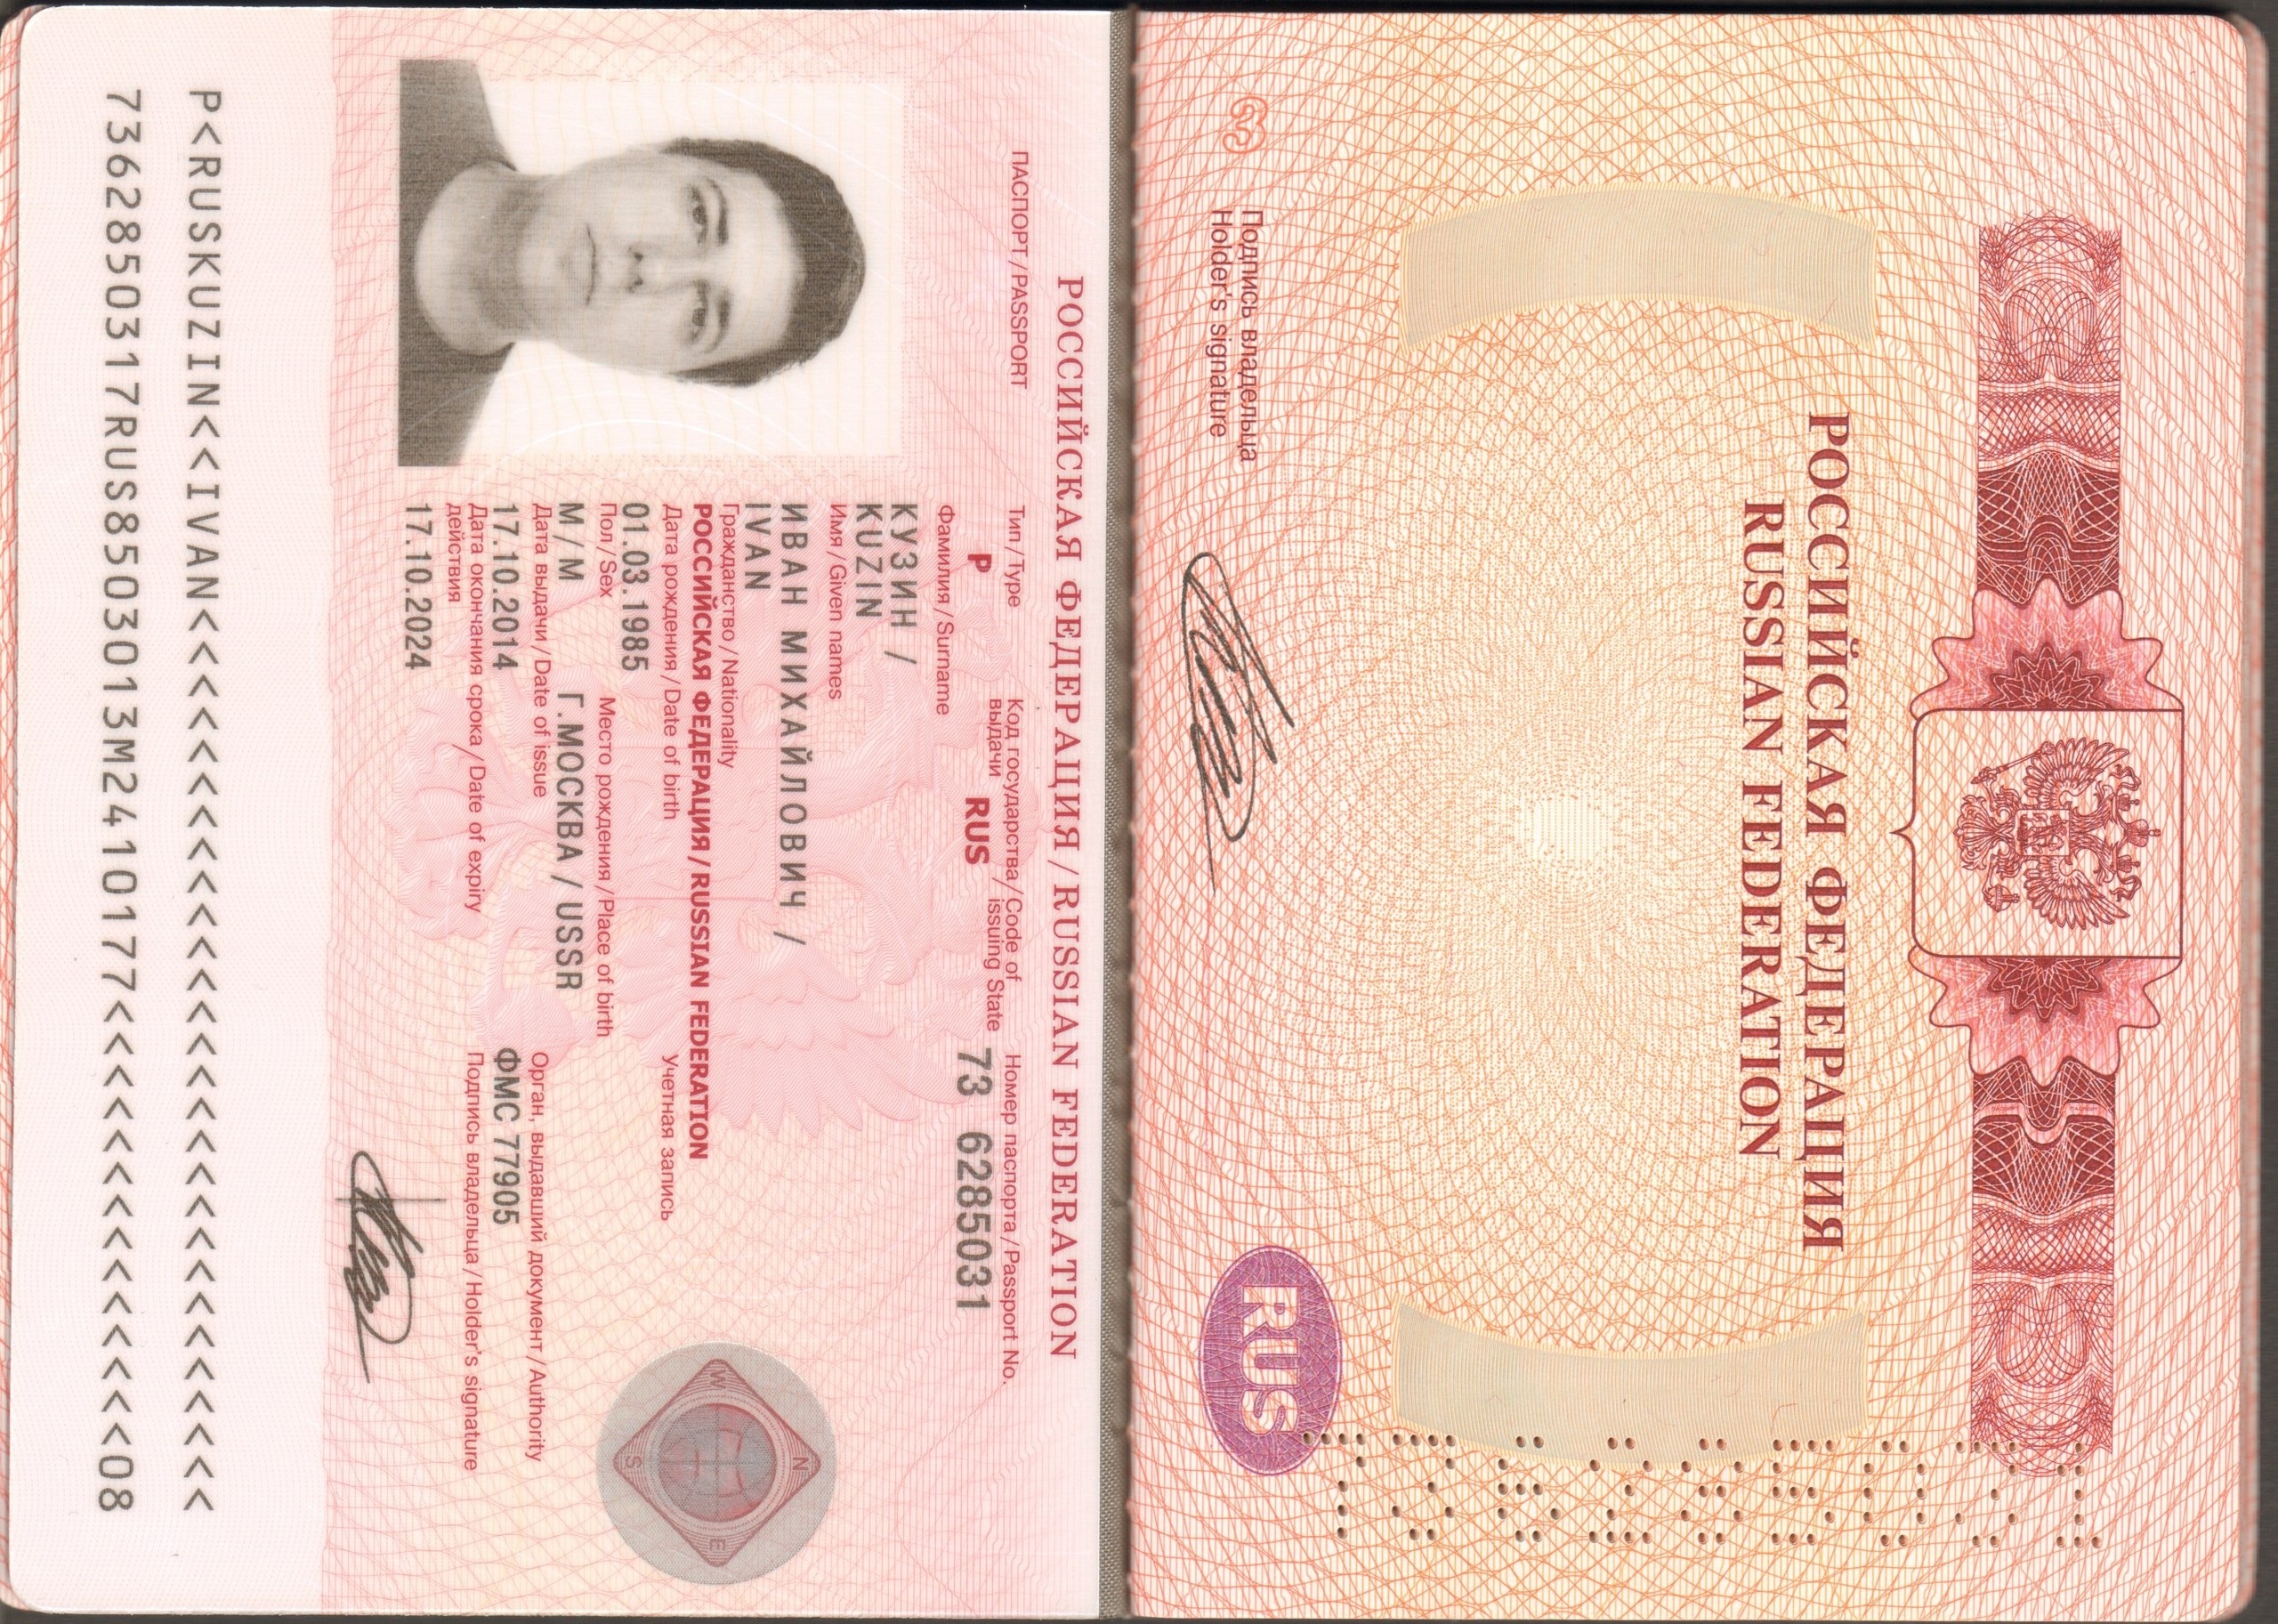 РОССИЙСКАЯ ФЕДЕРАЦИЯ
RUSSIAN FEDERATION
3
Подпись владельца
Holder's signature
RUS
РОССИЙСКАЯ ФЕДЕРАЦИЯ / RUSSIAN FEDERATION
ПАСПОРТ / PASSPORT
Тип / Type
Код государства / Code of
выдачи issuing State
Номер паспорта / Passport No.
P RUS 73 6285031
Фамилия / Surname
КУЗИН /
KUZIN
Имя / Given names
ИВАН МИХАЙЛОВИЧ /
IVAN
Гражданство / Nationality
РОССИЙСКАЯ ФЕДЕРАЦИЯ / RUSSIAN FEDERATION
Дата рождения / Date of birth
Учетная запись
01.03.1985
Пол / Sex
Место рождения / Place of birth
М / M Г.МОСКВА / USSR
Дата выдачи / Date of issue
Орган, выдавший документ / Authority
17.10.2014 ФМС 77905
Дата окончания срока / Date of expiry
действия
Подпись владельца / Holder's signature
17.10.2024
N
W
E
S
P<RUSKUZIN<<IVAN<<<<<<<<<<<<<<<<<<<<<<<<<<<<
7362850317RUS8503013M2410177<<<<<<<<<<<<<<08